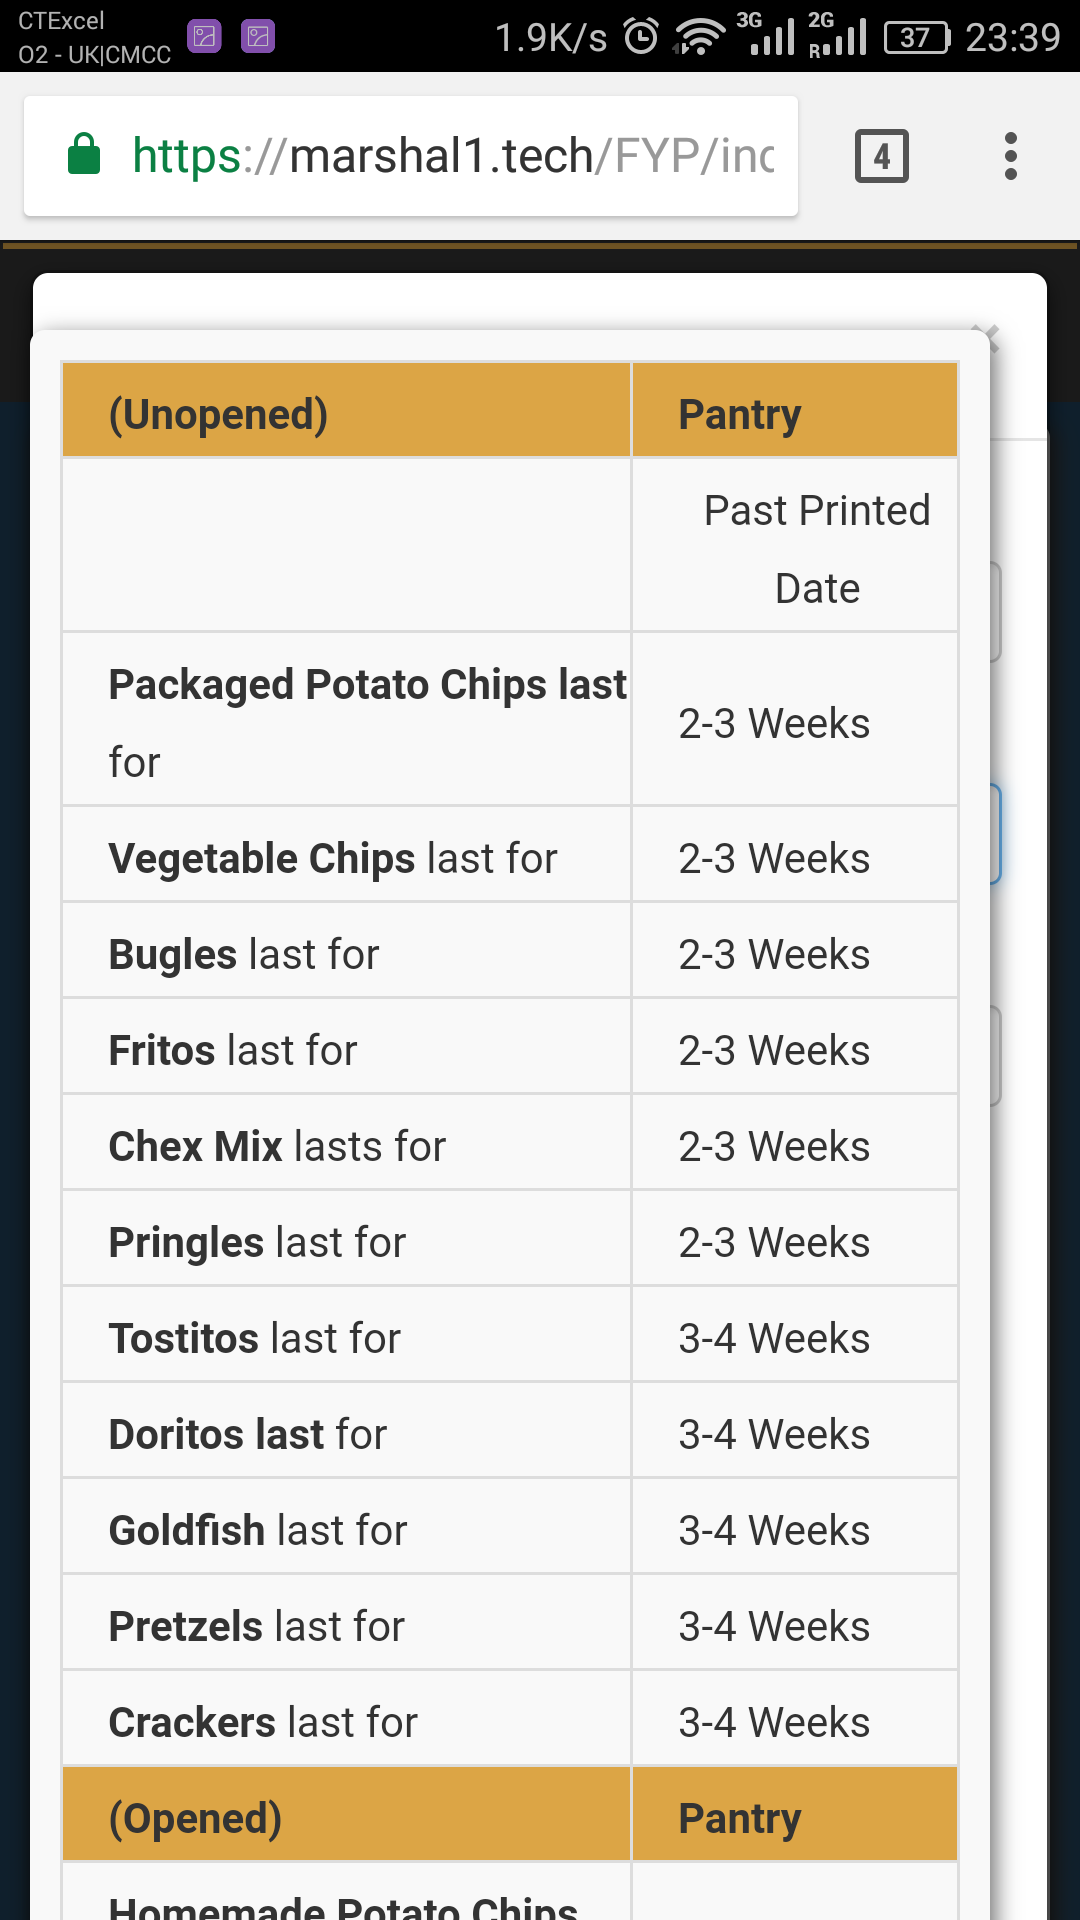 CTExcel
O2 - UK|CMCC
1.9K/s 3G 2G R 37 23:39
https://marshal1.tech/FYP/inc
4
(Unopened) Pantry
Past Printed
Date
Packaged Potato Chips last
for
2-3 Weeks
Vegetable Chips last for 2-3 Weeks
Bugles last for 2-3 Weeks
Fritos last for 2-3 Weeks
Chex Mix lasts for 2-3 Weeks
Pringles last for 2-3 Weeks
Tostitos last for 3-4 Weeks
Doritos last for 3-4 Weeks
Goldfish last for 3-4 Weeks
Pretzels last for 3-4 Weeks
Crackers last for 3-4 Weeks
(Opened) Pantry
Homemade Potato Chips